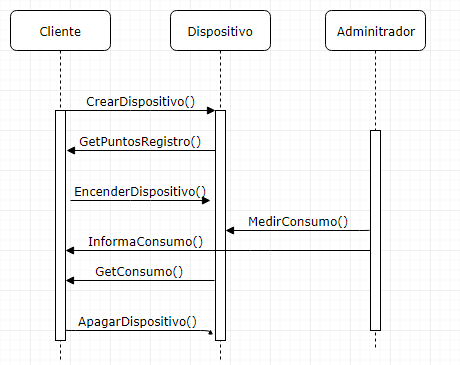 Cliente
Dispositivo
Adminitrador
CrearDispositivo()
GetPuntosRegistro()
EncenderDispositivo()
MedirConsumo()
InformaConsumo()
GetConsumo()
ApagarDispositivo()